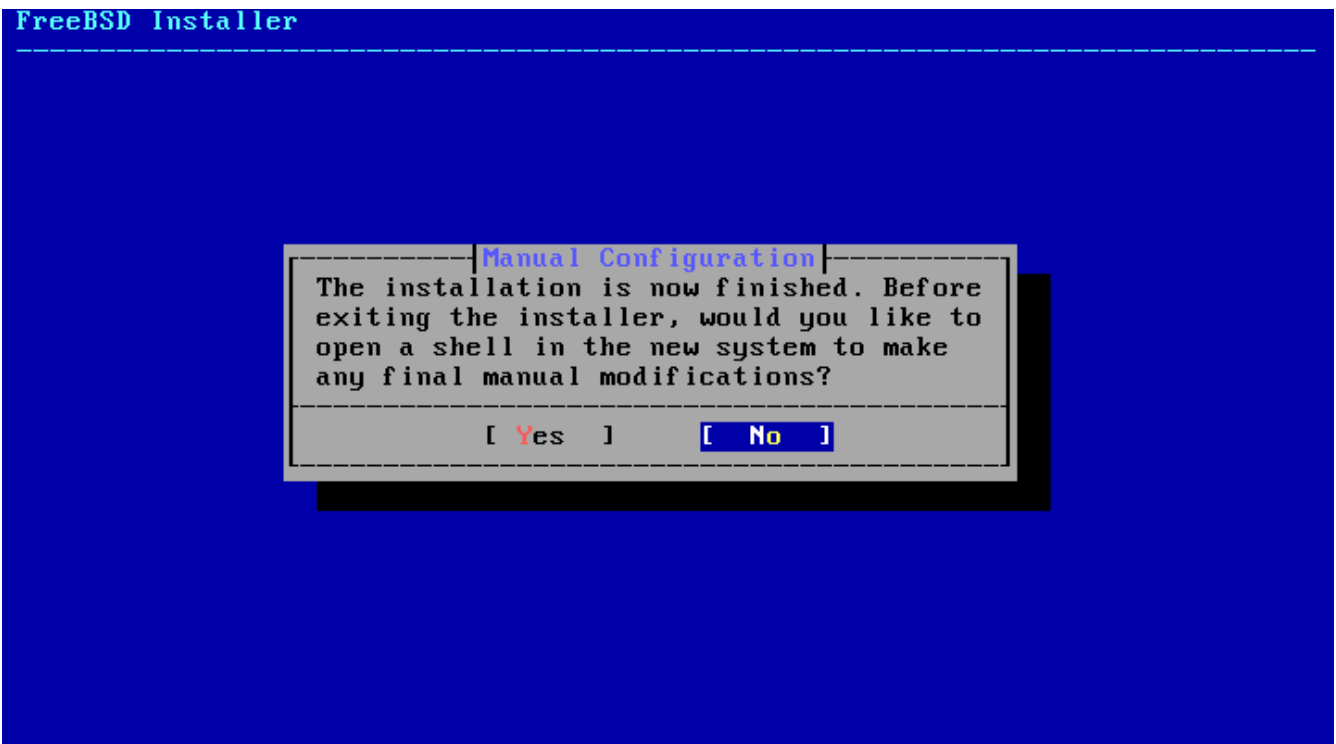 FreeBSD Installer
Manual Configuration
The installation is now finished. Before
exiting the installer, would you like to
open a shell in the new system to make
any final manual modifications?
[ Yes ] [ No ]